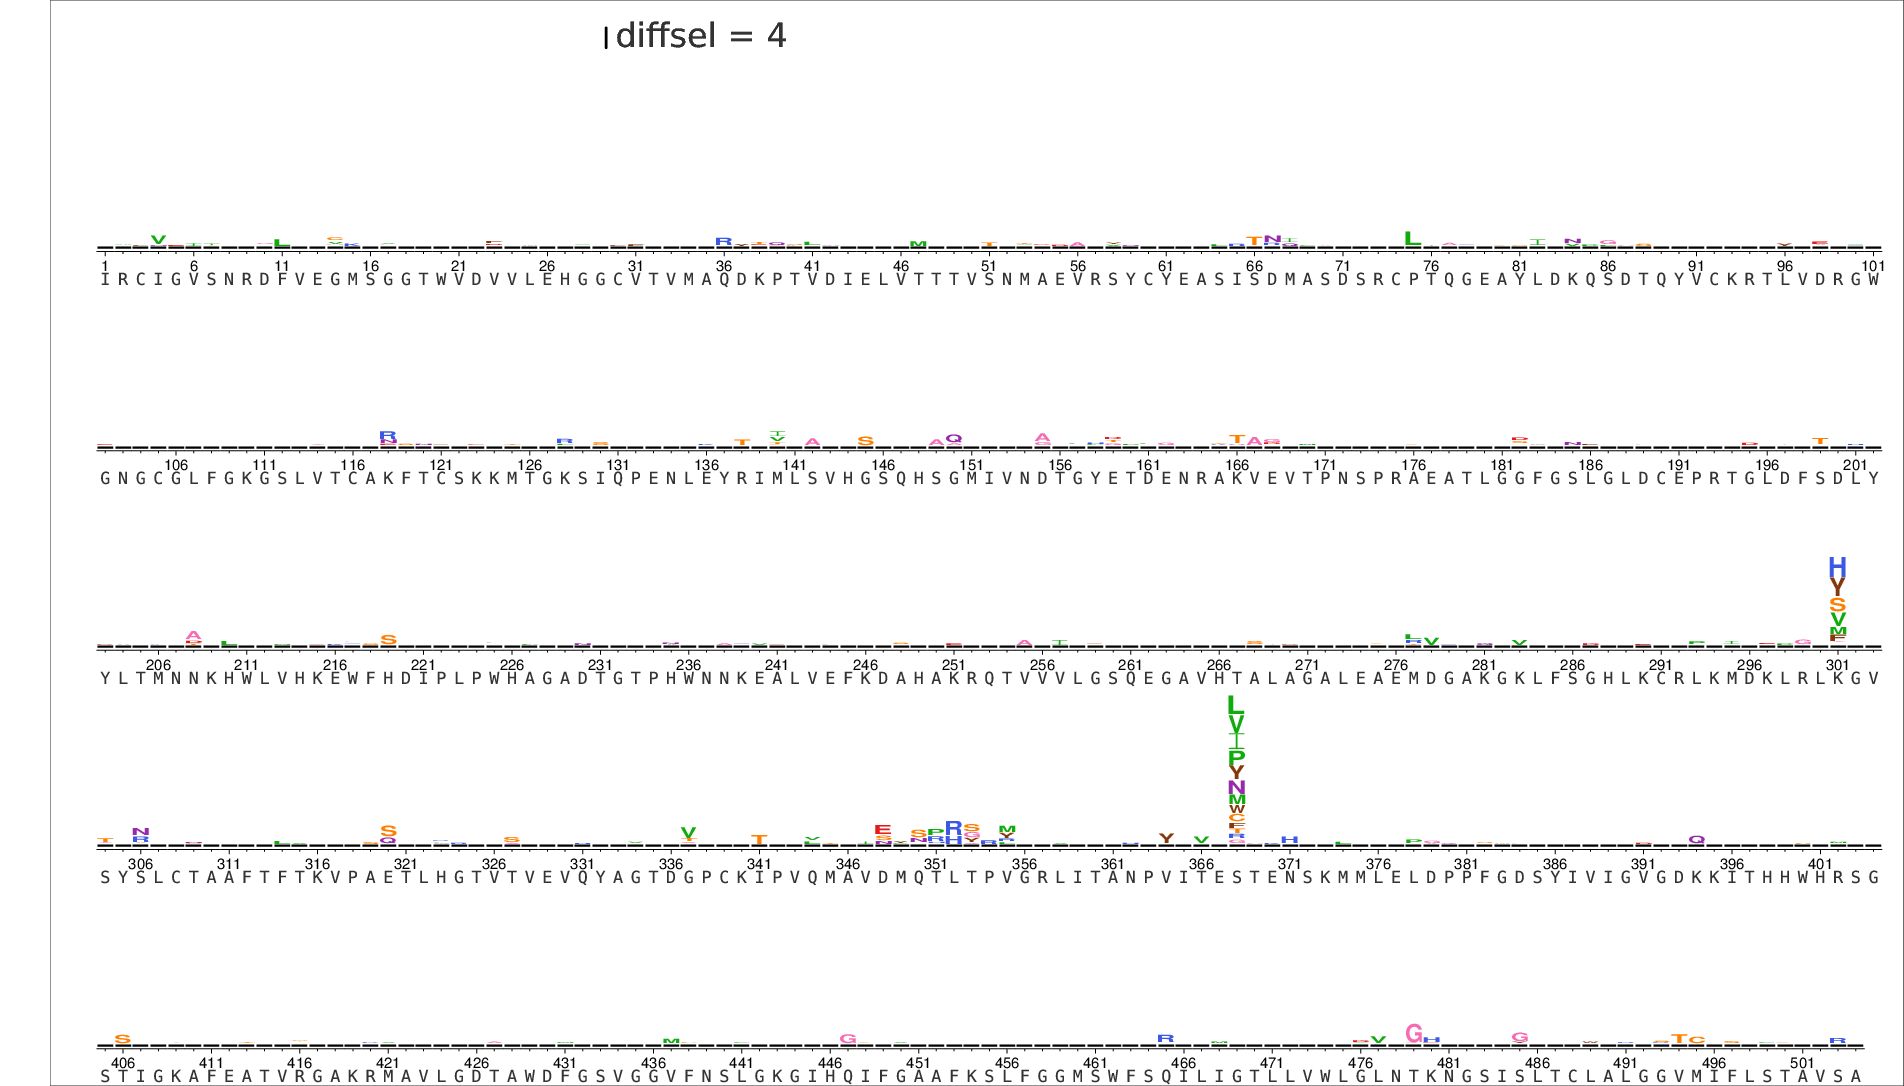 diffsel = 4
V L R M T T N L
1 6 11 16 21 26 31 36 41 46 51 56 61 66 71 76 81 86 91 96 101
I R C I G V S N R D F V E G M S G G T W V D V V L E H G G C V T V M A Q D K P T V D I E L V T T T V S N M A E V R S Y C Y E A S I S D M A S D S R C P T Q G E A Y L D K Q S D T Q Y V C K R T L V D R G W
R R T A S A Q A T A T
106 111 116 121 126 131 136 141 146 151 156 161 166 171 176 181 186 191 196 201
G N G C G L F G K G S L V T C A K F T C S K K M T G K S I Q P E N L E Y R I M L S V H G S Q H S G M I V N D T G Y E T D E N R A K V E V T P N S P R A E A T L G G F G S L G L D C E P R T G L D F S D L Y
H
Y
S
V
M
F
A L S A L V V
206 211 216 221 226 231 236 241 246 251 256 261 266 271 276 281 286 291 296 301
Y L T M N N K H W L V H K E W F H D I P L P W H A G A D T G T P H W N N K E A L V E F K D A H A K R Q T V V V L G S Q E G A V H T A L A G A L E A E M D G A K G K L F S G H L K C R L K M D K L R L K G V
L
V
I
P
Y
N
M
W
C
F
T
R
G
N S V T E S P R S M Y V H Q
306 311 316 321 326 331 336 341 346 351 356 361 366 371 376 381 386 391 396 401
S Y S L C T A A F T F T K V P A E T L H G T V T V E V Q Y A G T D G P C K I P V Q M A V D M Q T L T P V G R L I T A N P V I T E S T E N S K M M L E L D P P F G D S Y I V I G V G D K K I T H H W H R S G
S M G R V G H G T C R
406 411 416 421 426 431 436 441 446 451 456 461 466 471 476 481 486 491 496 501
S T I G K A F E A T V R G A K R M A V L G D T A W D F G S V G G V F N S L G K G I H Q I F G A A F K S L F G G M S W F S Q I L I G T L L V W L G L N T K N G S I S L T C L A L G G V M I F L S T A V S A